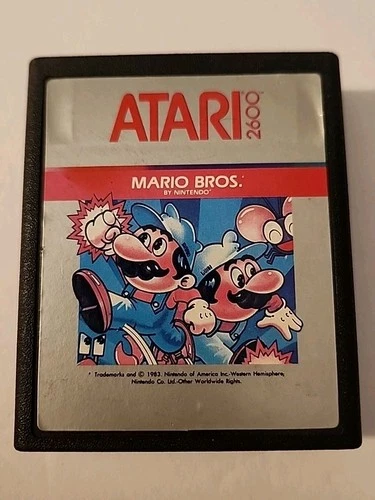 ATARI 2600™
MARIO BROS.*
BY NINTENDO*
* Trademarks and © 1983. Nintendo of America Inc.-Western Hemisphere;
Nintendo Co. Ltd.-Other Worldwide Rights.